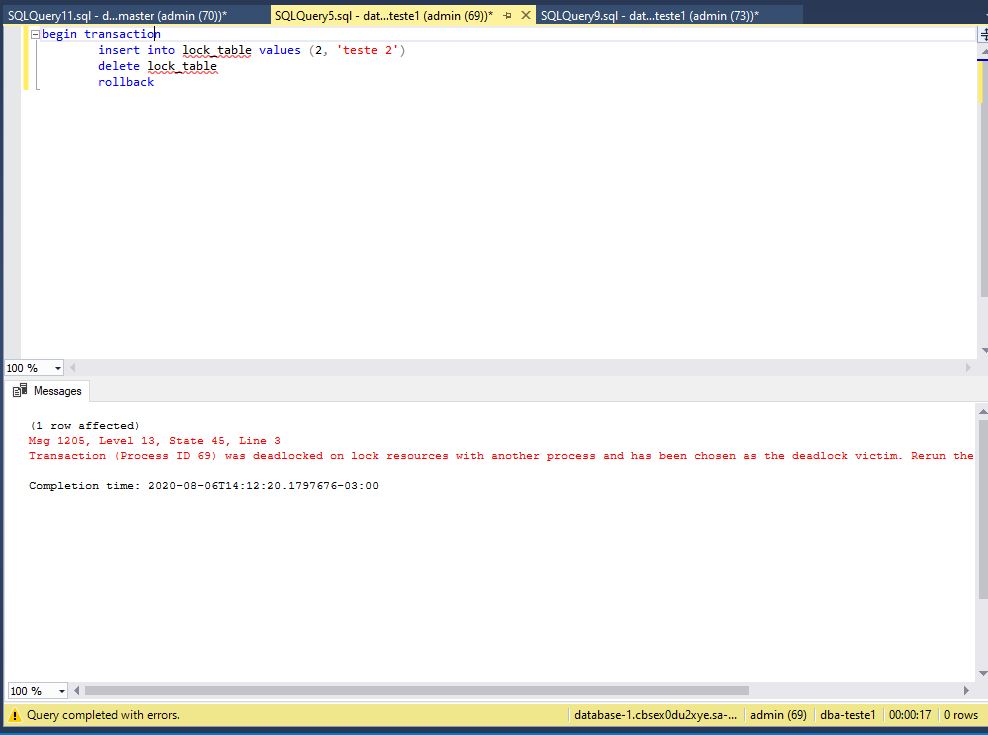 SQLQuery11.sql - d...master (admin (70))*
SQLQuery5.sql - dat...teste1 (admin (69))*
SQLQuery9.sql - dat...teste1 (admin (73))*
begin transaction
insert into lock_table values (2, 'teste 2')
delete lock_table
rollback
100 %
Messages
(1 row affected)
Msg 1205, Level 13, State 45, Line 3
Transaction (Process ID 69) was deadlocked on lock resources with another process and has been chosen as the deadlock victim. Rerun the
Completion time: 2020-08-06T14:12:20.1797676-03:00
100 %
Query completed with errors.
database-1.cbsex0du2xye.sa-...
admin (69)
dba-teste1
00:00:17
0 rows